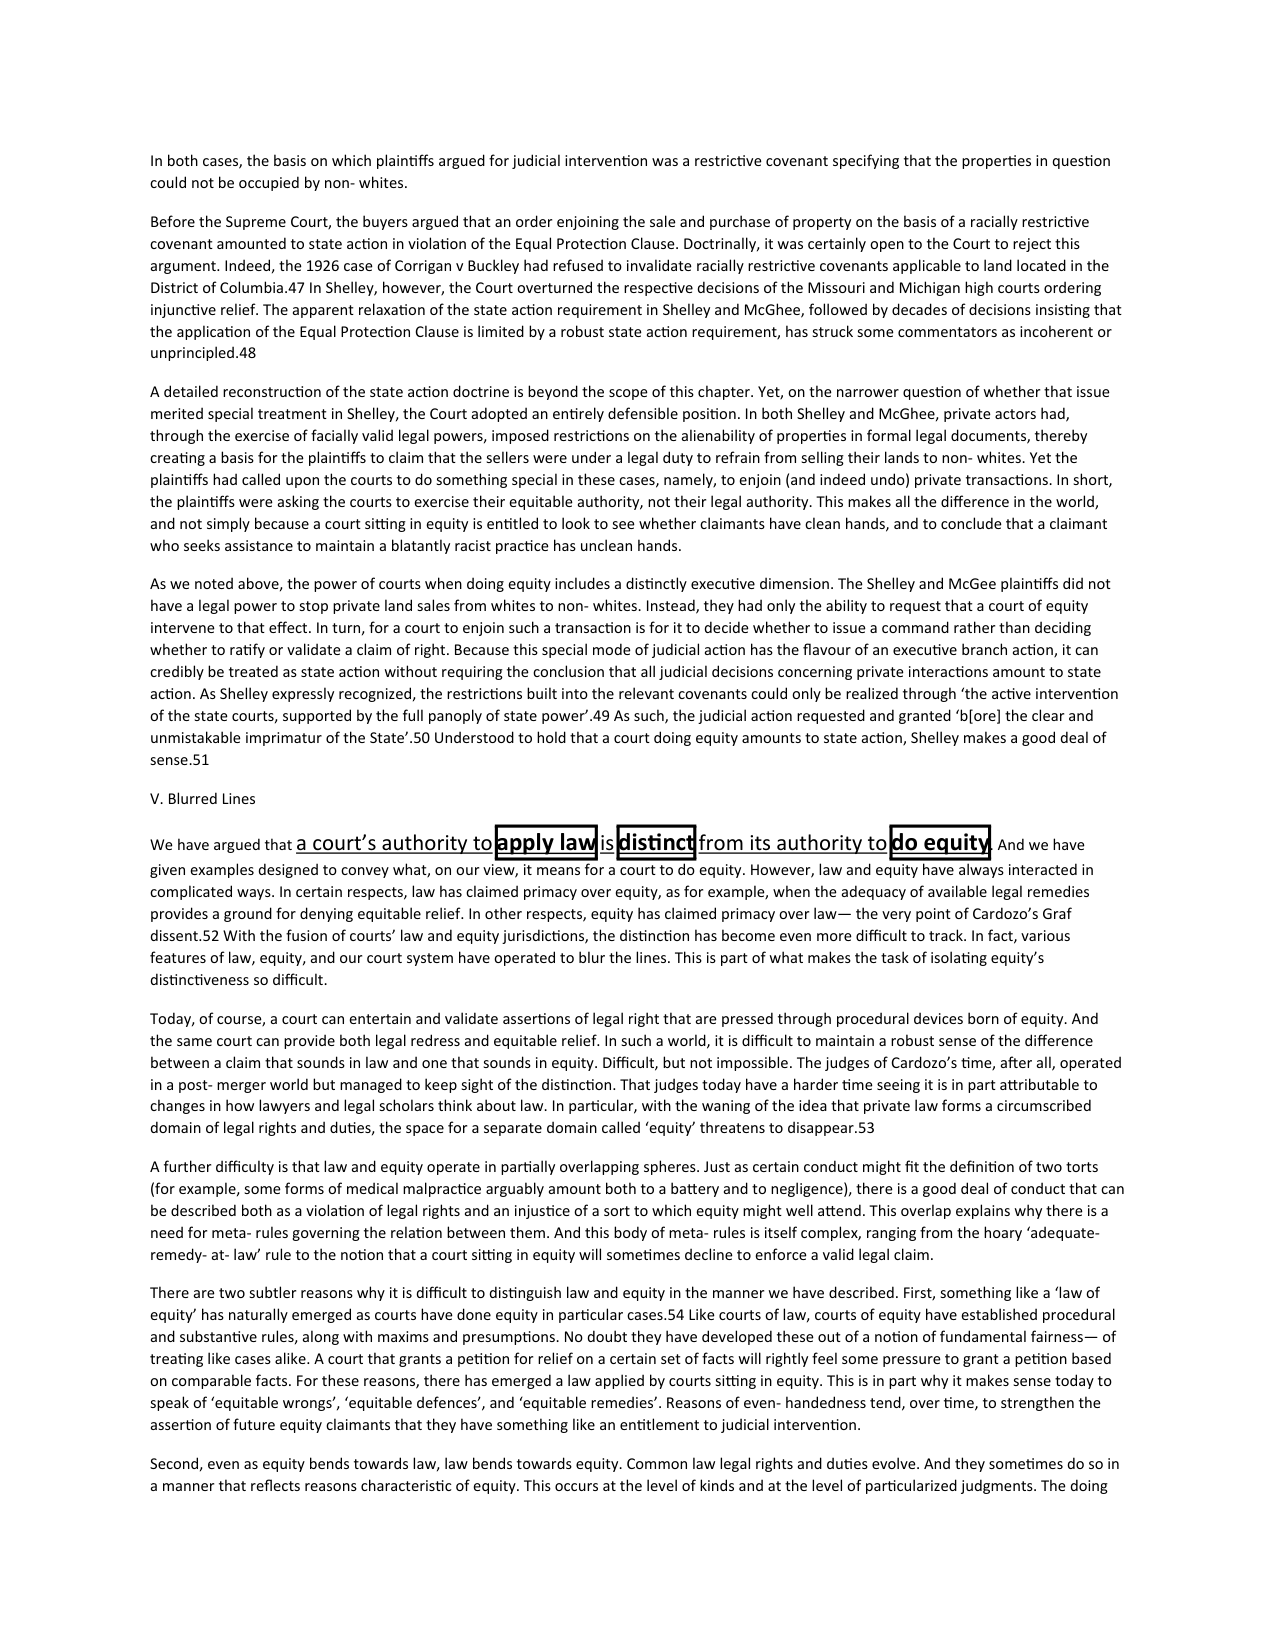 In both cases, the basis on which plaintiffs argued for judicial intervention was a restrictive covenant specifying that the properties in question
could not be occupied by non- whites.
Before the Supreme Court, the buyers argued that an order enjoining the sale and purchase of property on the basis of a racially restrictive
covenant amounted to state action in violation of the Equal Protection Clause. Doctrinally, it was certainly open to the Court to reject this
argument. Indeed, the 1926 case of Corrigan v Buckley had refused to invalidate racially restrictive covenants applicable to land located in the
District of Columbia.47 In Shelley, however, the Court overturned the respective decisions of the Missouri and Michigan high courts ordering
injunctive relief. The apparent relaxation of the state action requirement in Shelley and McGhee, followed by decades of decisions insisting that
the application of the Equal Protection Clause is limited by a robust state action requirement, has struck some commentators as incoherent or
unprincipled.48
A detailed reconstruction of the state action doctrine is beyond the scope of this chapter. Yet, on the narrower question of whether that issue
merited special treatment in Shelley, the Court adopted an entirely defensible position. In both Shelley and McGhee, private actors had,
through the exercise of facially valid legal powers, imposed restrictions on the alienability of properties in formal legal documents, thereby
creating a basis for the plaintiffs to claim that the sellers were under a legal duty to refrain from selling their lands to non- whites. Yet the
plaintiffs had called upon the courts to do something special in these cases, namely, to enjoin (and indeed undo) private transactions. In short,
the plaintiffs were asking the courts to exercise their equitable authority, not their legal authority. This makes all the difference in the world,
and not simply because a court sitting in equity is entitled to look to see whether claimants have clean hands, and to conclude that a claimant
who seeks assistance to maintain a blatantly racist practice has unclean hands.
As we noted above, the power of courts when doing equity includes a distinctly executive dimension. The Shelley and McGee plaintiffs did not
have a legal power to stop private land sales from whites to non- whites. Instead, they had only the ability to request that a court of equity
intervene to that effect. In turn, for a court to enjoin such a transaction is for it to decide whether to issue a command rather than deciding
whether to ratify or validate a claim of right. Because this special mode of judicial action has the flavour of an executive branch action, it can
credibly be treated as state action without requiring the conclusion that all judicial decisions concerning private interactions amount to state
action. As Shelley expressly recognized, the restrictions built into the relevant covenants could only be realized through ‘the active intervention
of the state courts, supported by the full panoply of state power’.49 As such, the judicial action requested and granted ‘b[ore] the clear and
unmistakable imprimatur of the State’.50 Understood to hold that a court doing equity amounts to state action, Shelley makes a good deal of
sense.51
V. Blurred Lines
We have argued that a court’s authority to apply law is distinct from its authority to do equity. And we have
given examples designed to convey what, on our view, it means for a court to do equity. However, law and equity have always interacted in
complicated ways. In certain respects, law has claimed primacy over equity, as for example, when the adequacy of available legal remedies
provides a ground for denying equitable relief. In other respects, equity has claimed primacy over law— the very point of Cardozo’s Graf
dissent.52 With the fusion of courts’ law and equity jurisdictions, the distinction has become even more difficult to track. In fact, various
features of law, equity, and our court system have operated to blur the lines. This is part of what makes the task of isolating equity’s
distinctiveness so difficult.
Today, of course, a court can entertain and validate assertions of legal right that are pressed through procedural devices born of equity. And
the same court can provide both legal redress and equitable relief. In such a world, it is difficult to maintain a robust sense of the difference
between a claim that sounds in law and one that sounds in equity. Difficult, but not impossible. The judges of Cardozo’s time, after all, operated
in a post- merger world but managed to keep sight of the distinction. That judges today have a harder time seeing it is in part attributable to
changes in how lawyers and legal scholars think about law. In particular, with the waning of the idea that private law forms a circumscribed
domain of legal rights and duties, the space for a separate domain called ‘equity’ threatens to disappear.53
A further difficulty is that law and equity operate in partially overlapping spheres. Just as certain conduct might fit the definition of two torts
(for example, some forms of medical malpractice arguably amount both to a battery and to negligence), there is a good deal of conduct that can
be described both as a violation of legal rights and an injustice of a sort to which equity might well attend. This overlap explains why there is a
need for meta- rules governing the relation between them. And this body of meta- rules is itself complex, ranging from the hoary ‘adequate-
remedy- at- law’ rule to the notion that a court sitting in equity will sometimes decline to enforce a valid legal claim.
There are two subtler reasons why it is difficult to distinguish law and equity in the manner we have described. First, something like a ‘law of
equity’ has naturally emerged as courts have done equity in particular cases.54 Like courts of law, courts of equity have established procedural
and substantive rules, along with maxims and presumptions. No doubt they have developed these out of a notion of fundamental fairness— of
treating like cases alike. A court that grants a petition for relief on a certain set of facts will rightly feel some pressure to grant a petition based
on comparable facts. For these reasons, there has emerged a law applied by courts sitting in equity. This is in part why it makes sense today to
speak of ‘equitable wrongs’, ‘equitable defences’, and ‘equitable remedies’. Reasons of even- handedness tend, over time, to strengthen the
assertion of future equity claimants that they have something like an entitlement to judicial intervention.
Second, even as equity bends towards law, law bends towards equity. Common law legal rights and duties evolve. And they sometimes do so in
a manner that reflects reasons characteristic of equity. This occurs at the level of kinds and at the level of particularized judgments. The doing